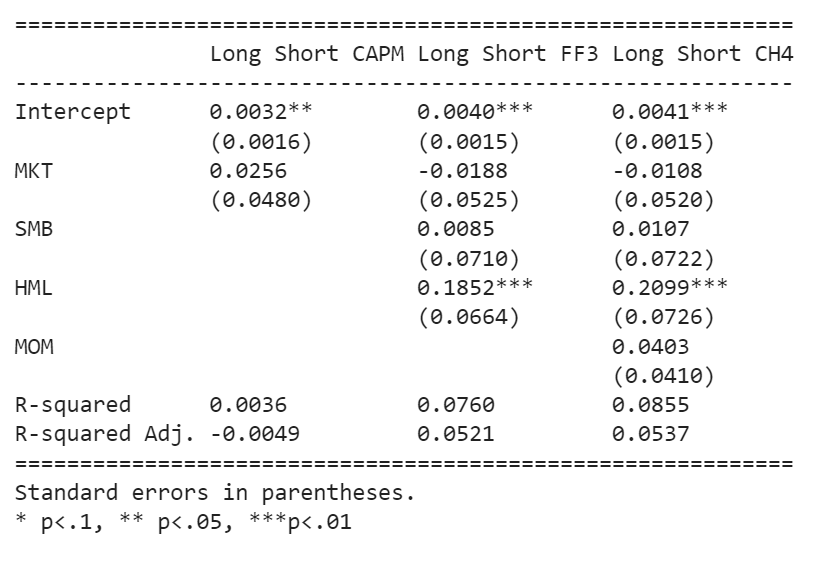 ============================================================
               Long Short CAPM Long Short FF3 Long Short CH4
------------------------------------------------------------
Intercept      0.0032**        0.0040***      0.0041***
               (0.0016)        (0.0015)       (0.0015)
MKT            0.0256          -0.0188        -0.0108
               (0.0480)        (0.0525)       (0.0520)
SMB                            0.0085         0.0107
                               (0.0710)       (0.0722)
HML                            0.1852***      0.2099***
                               (0.0664)       (0.0726)
MOM                                           0.0403
                                              (0.0410)
R-squared      0.0036          0.0760         0.0855
R-squared Adj. -0.0049         0.0521         0.0537
============================================================
Standard errors in parentheses.
* p<.1, ** p<.05, ***p<.01